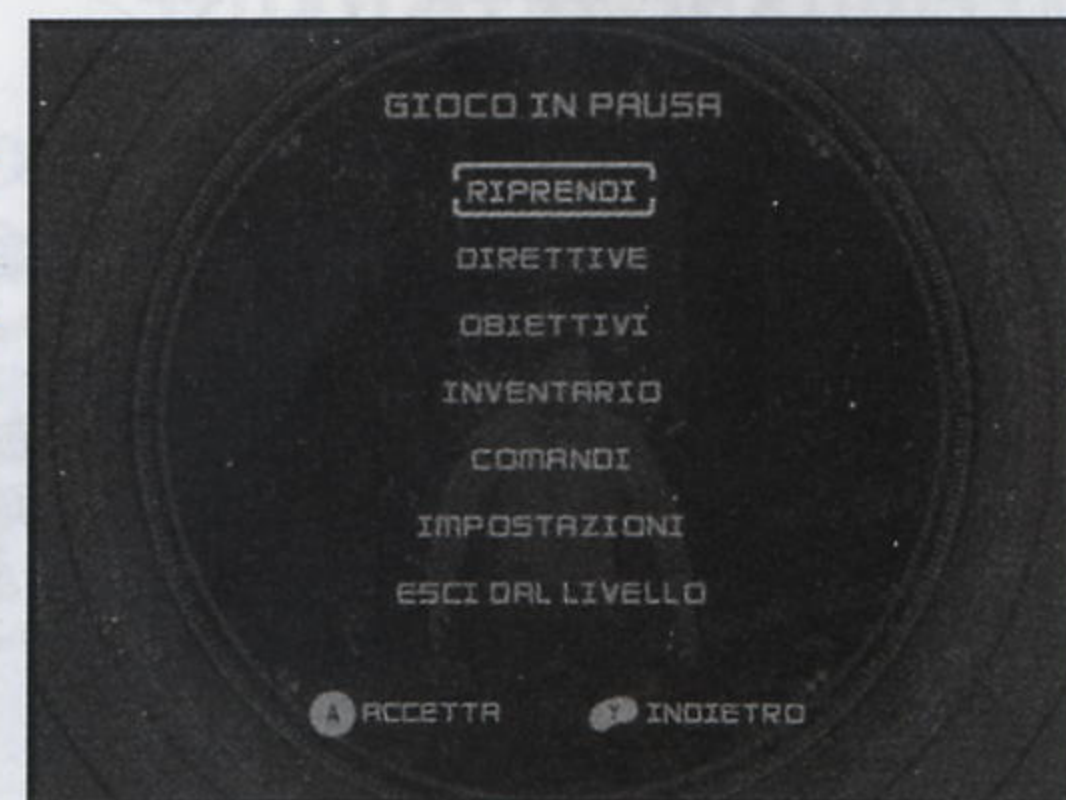 GIOCO IN PAUSA
RIPRENDI
DIRETTIVE
OBIETTIVI
INVENTARIO
COMANDI
IMPOSTAZIONI
ESCI DAL LIVELLO
A ACCETTA Y INDIETRO